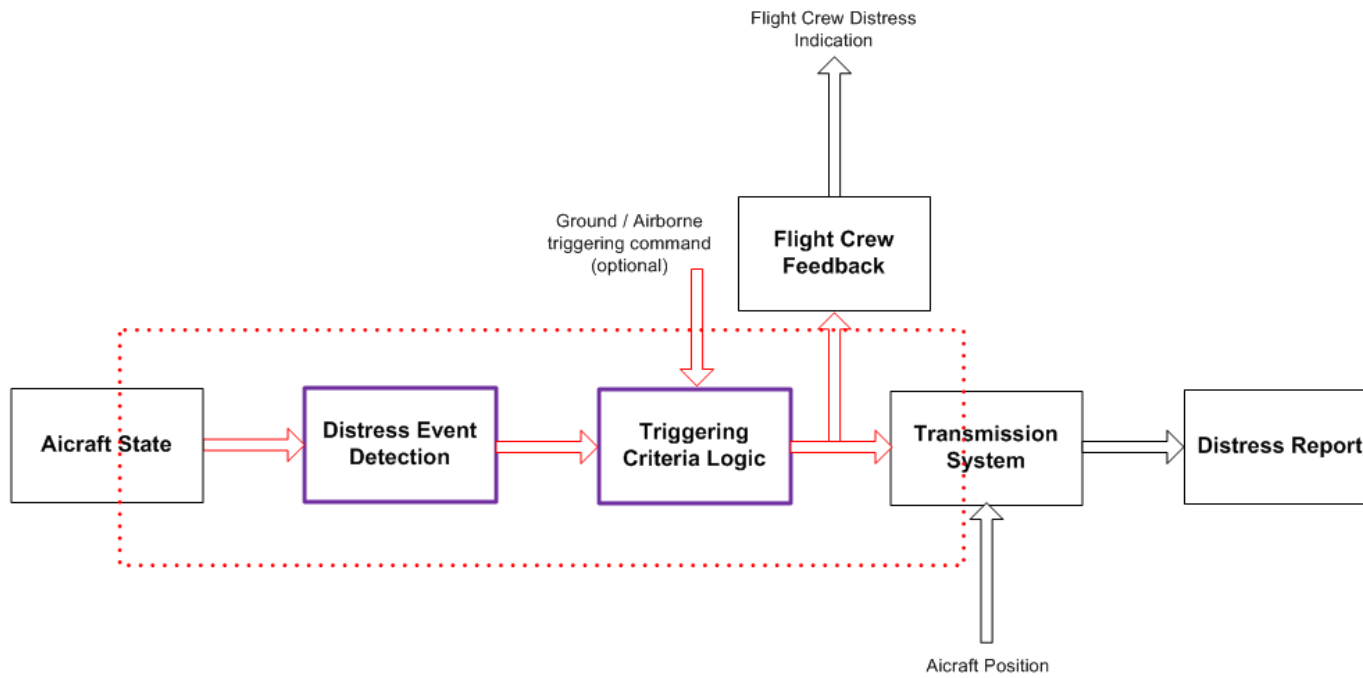 Flight Crew Distress
Indication
Ground / Airborne
triggering command
(optional)
Flight Crew
Feedback
Aicraft State
Distress Event
Detection
Triggering
Criteria Logic
Transmission
System
Distress Report
Aicraft Position